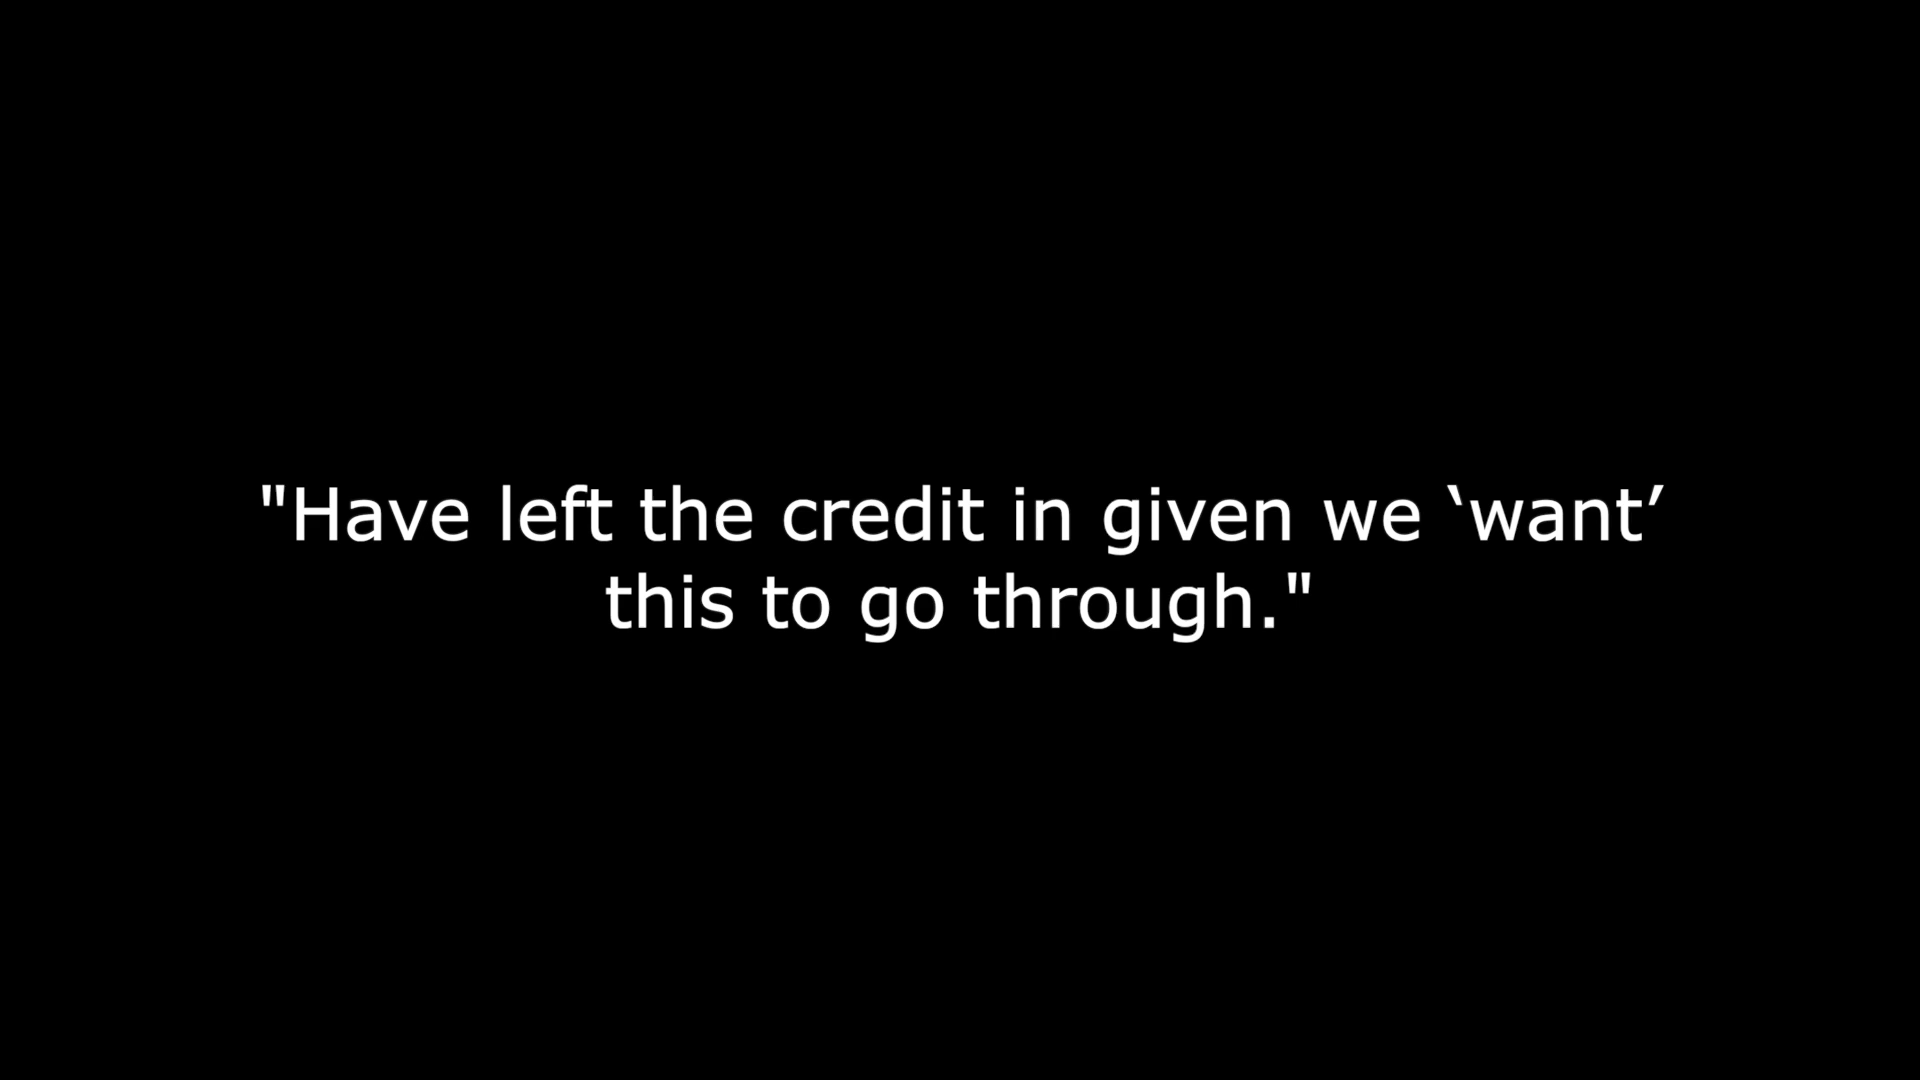 "Have left the credit in given we ‘want’
this to go through."